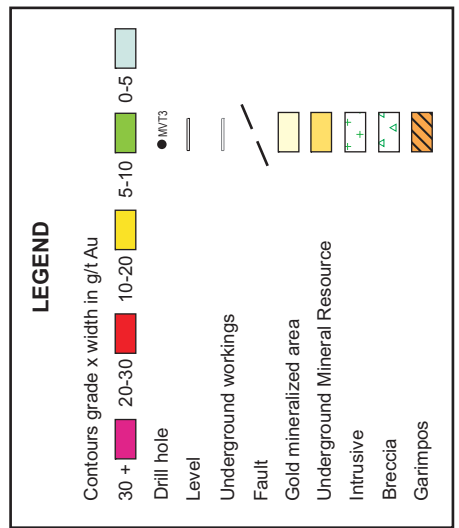 LEGEND
Contours grade x width in g/t Au
30 + 20-30 10-20 5-10 0-5
Drill hole MVT3
Level
Underground workings
Fault
Gold mineralized area
Underground Mineral Resource
Intrusive
Breccia
Garimpos